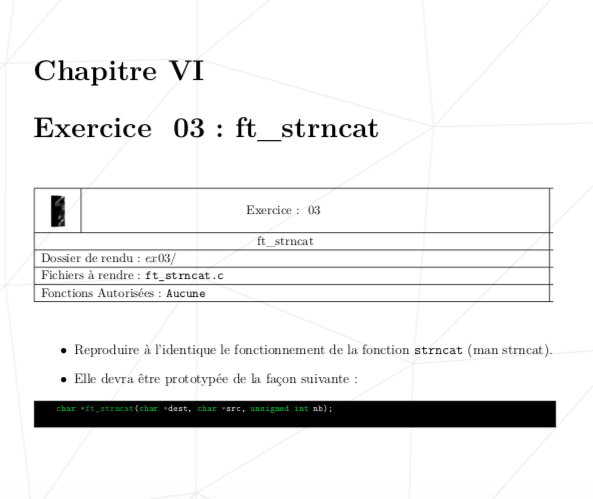 Chapitre VI
Exercice 03 : ft_strncat
Exercice : 03
ft_strncat
Dossier de rendu : ex03/
Fichiers à rendre : ft_strncat.c
Fonctions Autorisées : Aucune
• Reproduire à l'identique le fonctionnement de la fonction strncat (man strncat).
• Elle devra être prototypée de la façon suivante :
char *ft_strncat(char *dest, char *src, unsigned int nb);